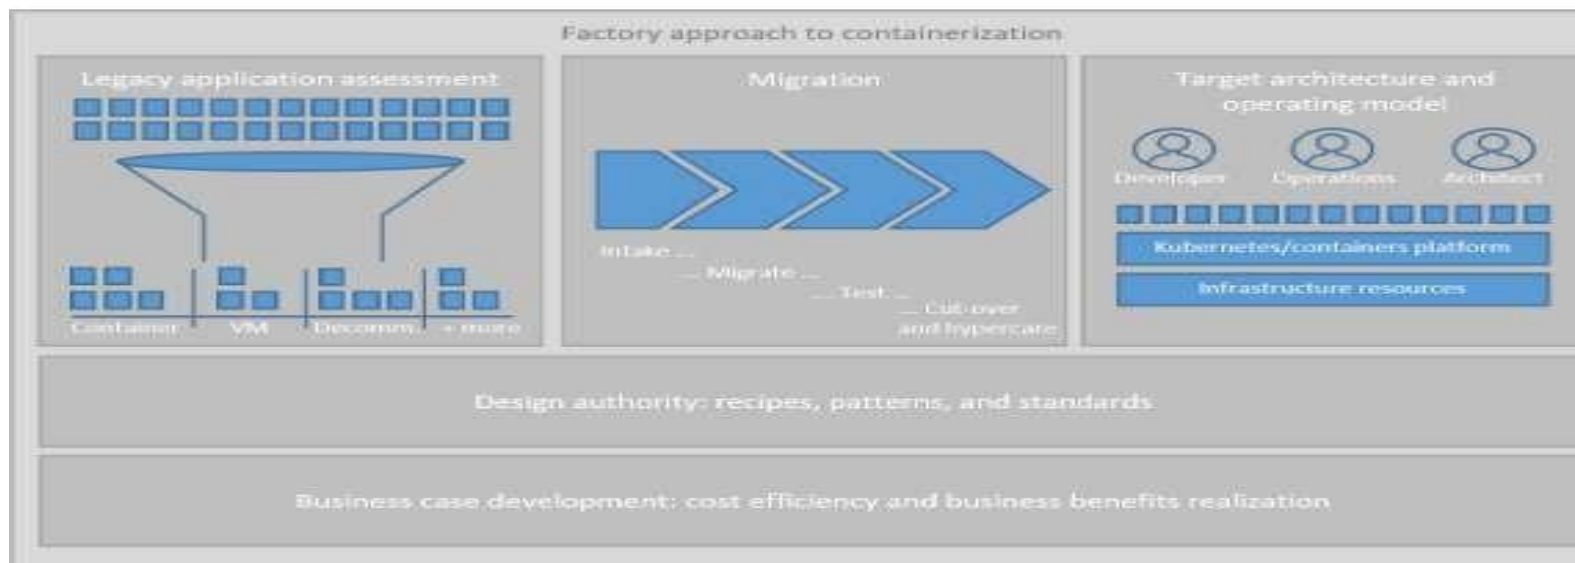 Factory approach to containerization
Legacy application assessment
Container
VM
Decomm.
+ more
Migration
Intake ...
... Migrate ...
... Test ...
... Cut-over
and hypercare
Target architecture and
operating model
Developer
Operations
Architect
Kubernetes/containers platform
Infrastructure resources
Design authority: recipes, patterns, and standards
Business case development: cost efficiency and business benefits realization